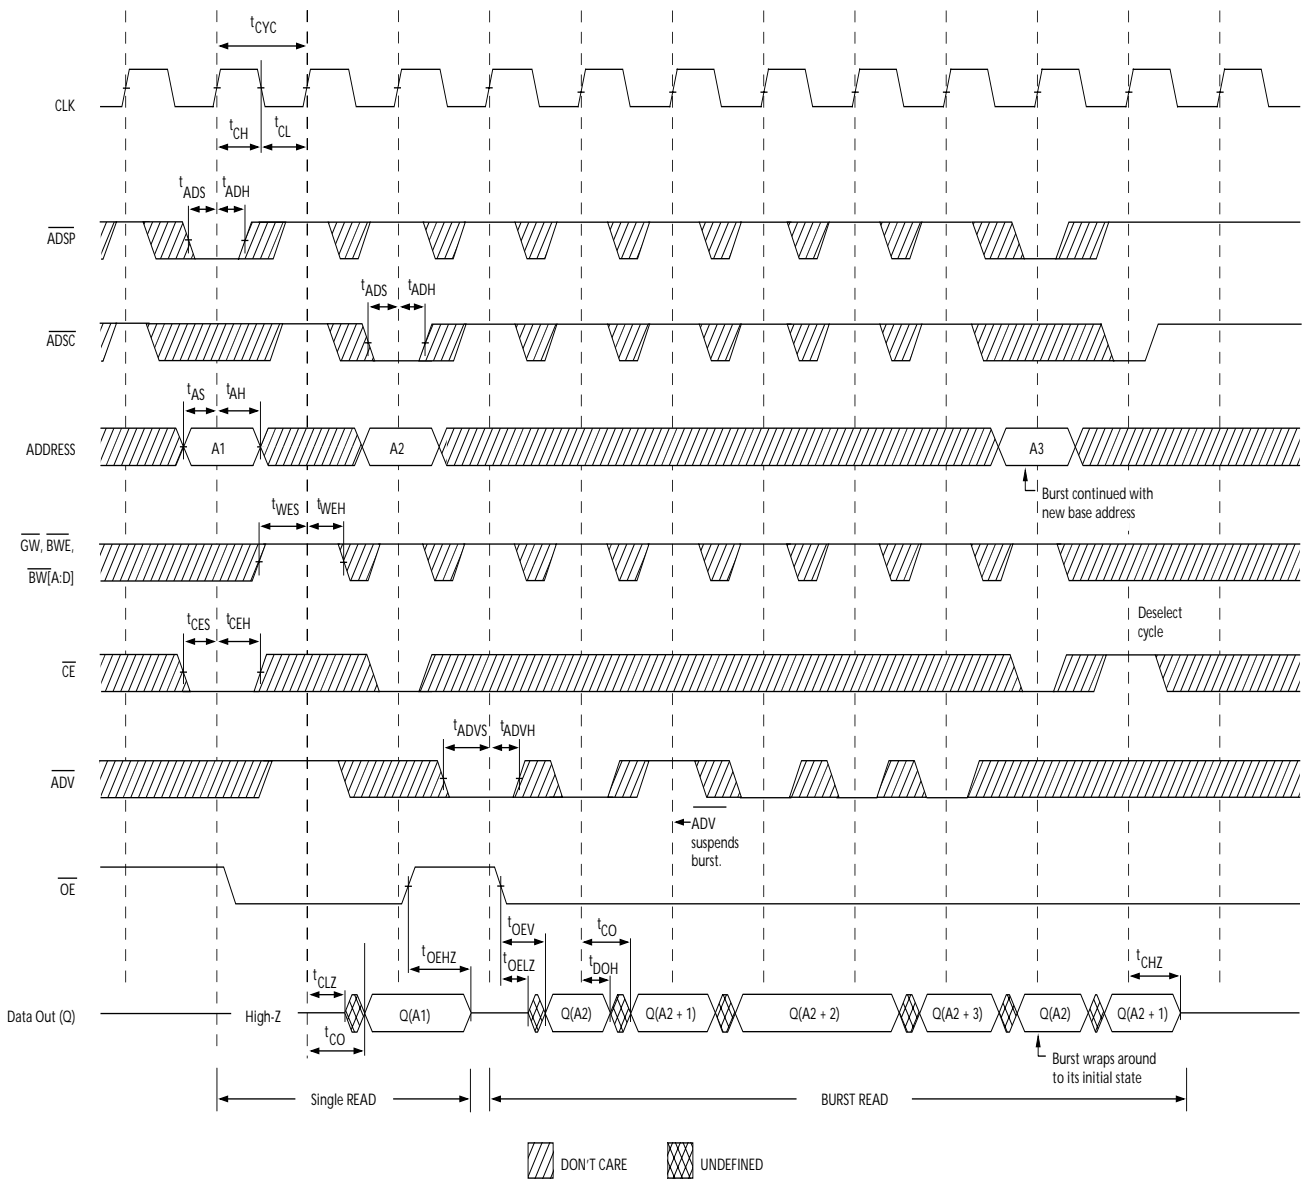 tCYC
CLK
tCH
tCL
tADS
tADH
ADSP
tADS
tADH
ADSC
tAS
tAH
ADDRESS
A1
A2
A3
Burst continued with
new base address
tWES
tWEH
GW, BWE,
BW[A:D]
tCES
tCEH
Deselect
cycle
CE
tADVS
tADVH
ADV
ADV
suspends
burst.
OE
tOEV
tCO
tOEHZ
tOELZ
tDOH
tCHZ
tCLZ
Data Out (Q)
High-Z
Q(A1)
Q(A2)
Q(A2 + 1)
Q(A2 + 2)
Q(A2 + 3)
Q(A2)
Q(A2 + 1)
tCO
Burst wraps around
to its initial state
Single READ
BURST READ
DON'T CARE
UNDEFINED